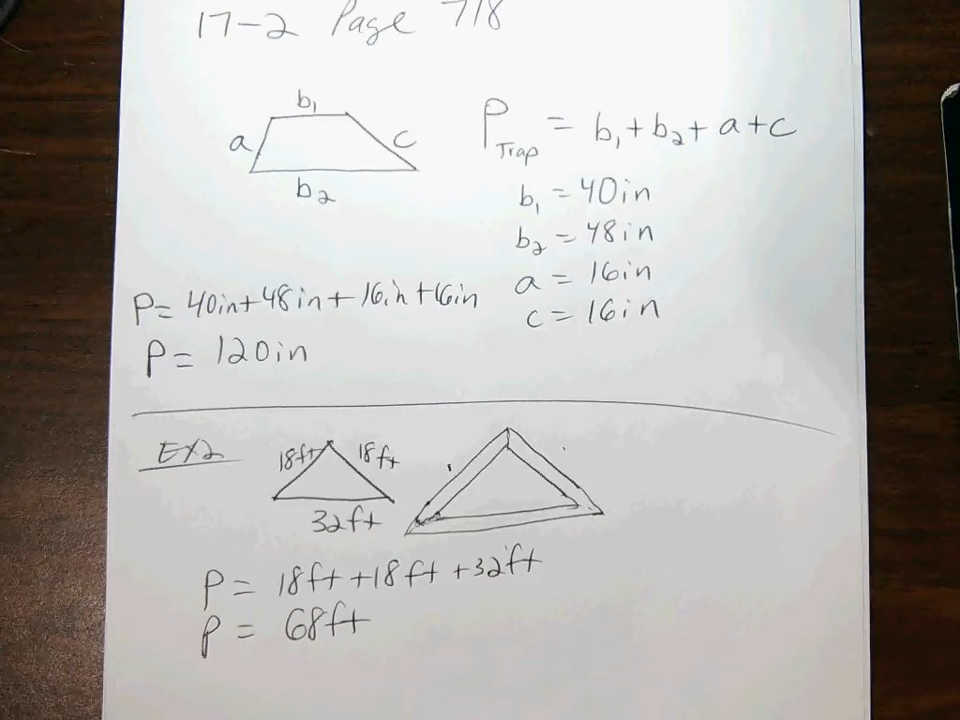 17-2 Page 718
b₁
a
c
b₂
P Trap = b₁ + b₂ + a + c
b₁ = 40in
b₂ = 48in
a = 16in
c = 16in
P = 40in + 48in + 16in + 16in
P = 120in
EX2
18ft 18ft
32ft
P = 18ft + 18ft + 32ft
P = 68ft